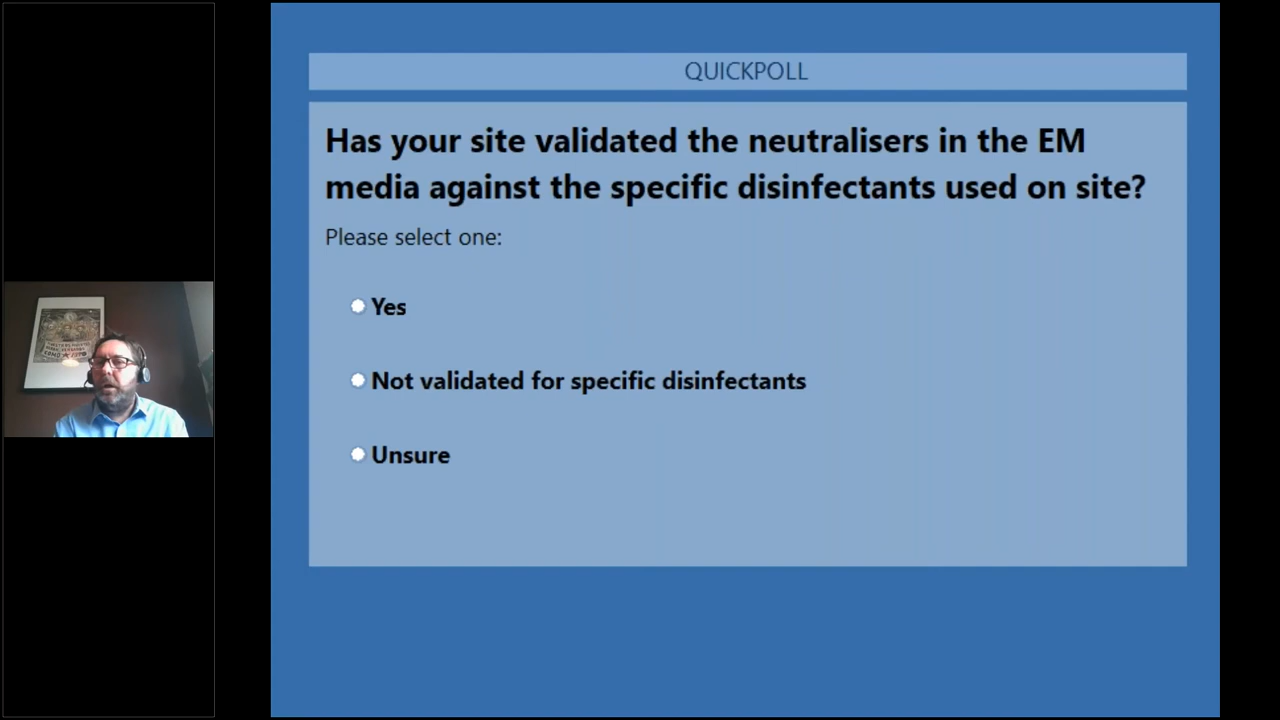 QUICKPOLL
Has your site validated the neutralisers in the EM
media against the specific disinfectants used on site?
Please select one:
Yes
Not validated for specific disinfectants
Unsure